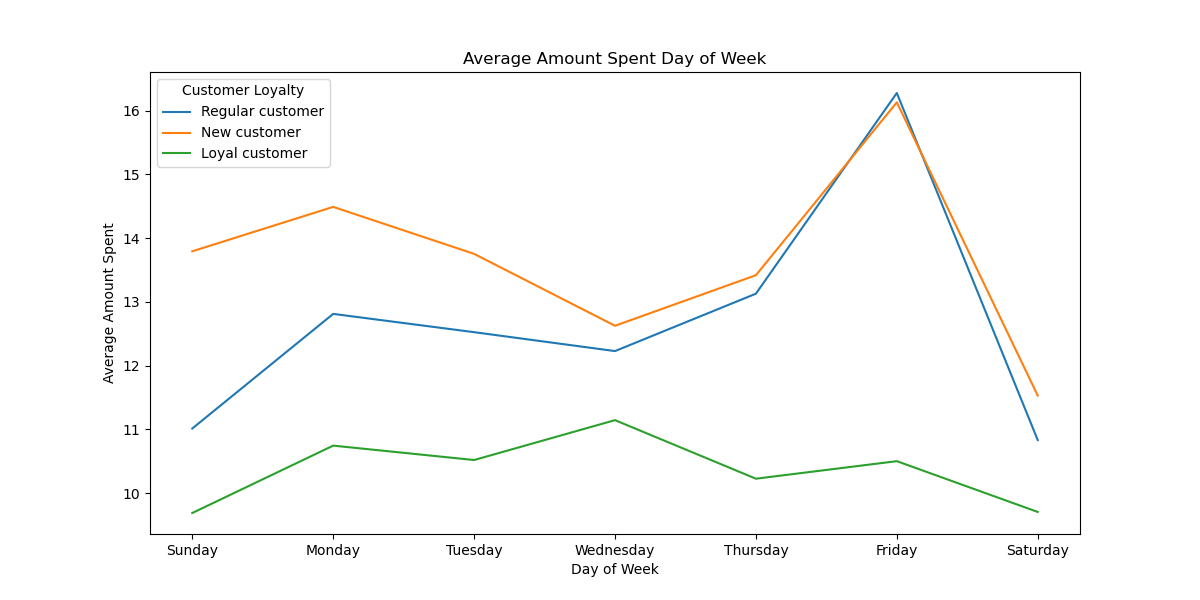 Average Amount Spent Day of Week
Customer Loyalty
Regular customer
New customer
Loyal customer
Average Amount Spent
16
15
14
13
12
11
10
Sunday Monday Tuesday Wednesday Thursday Friday Saturday
Day of Week